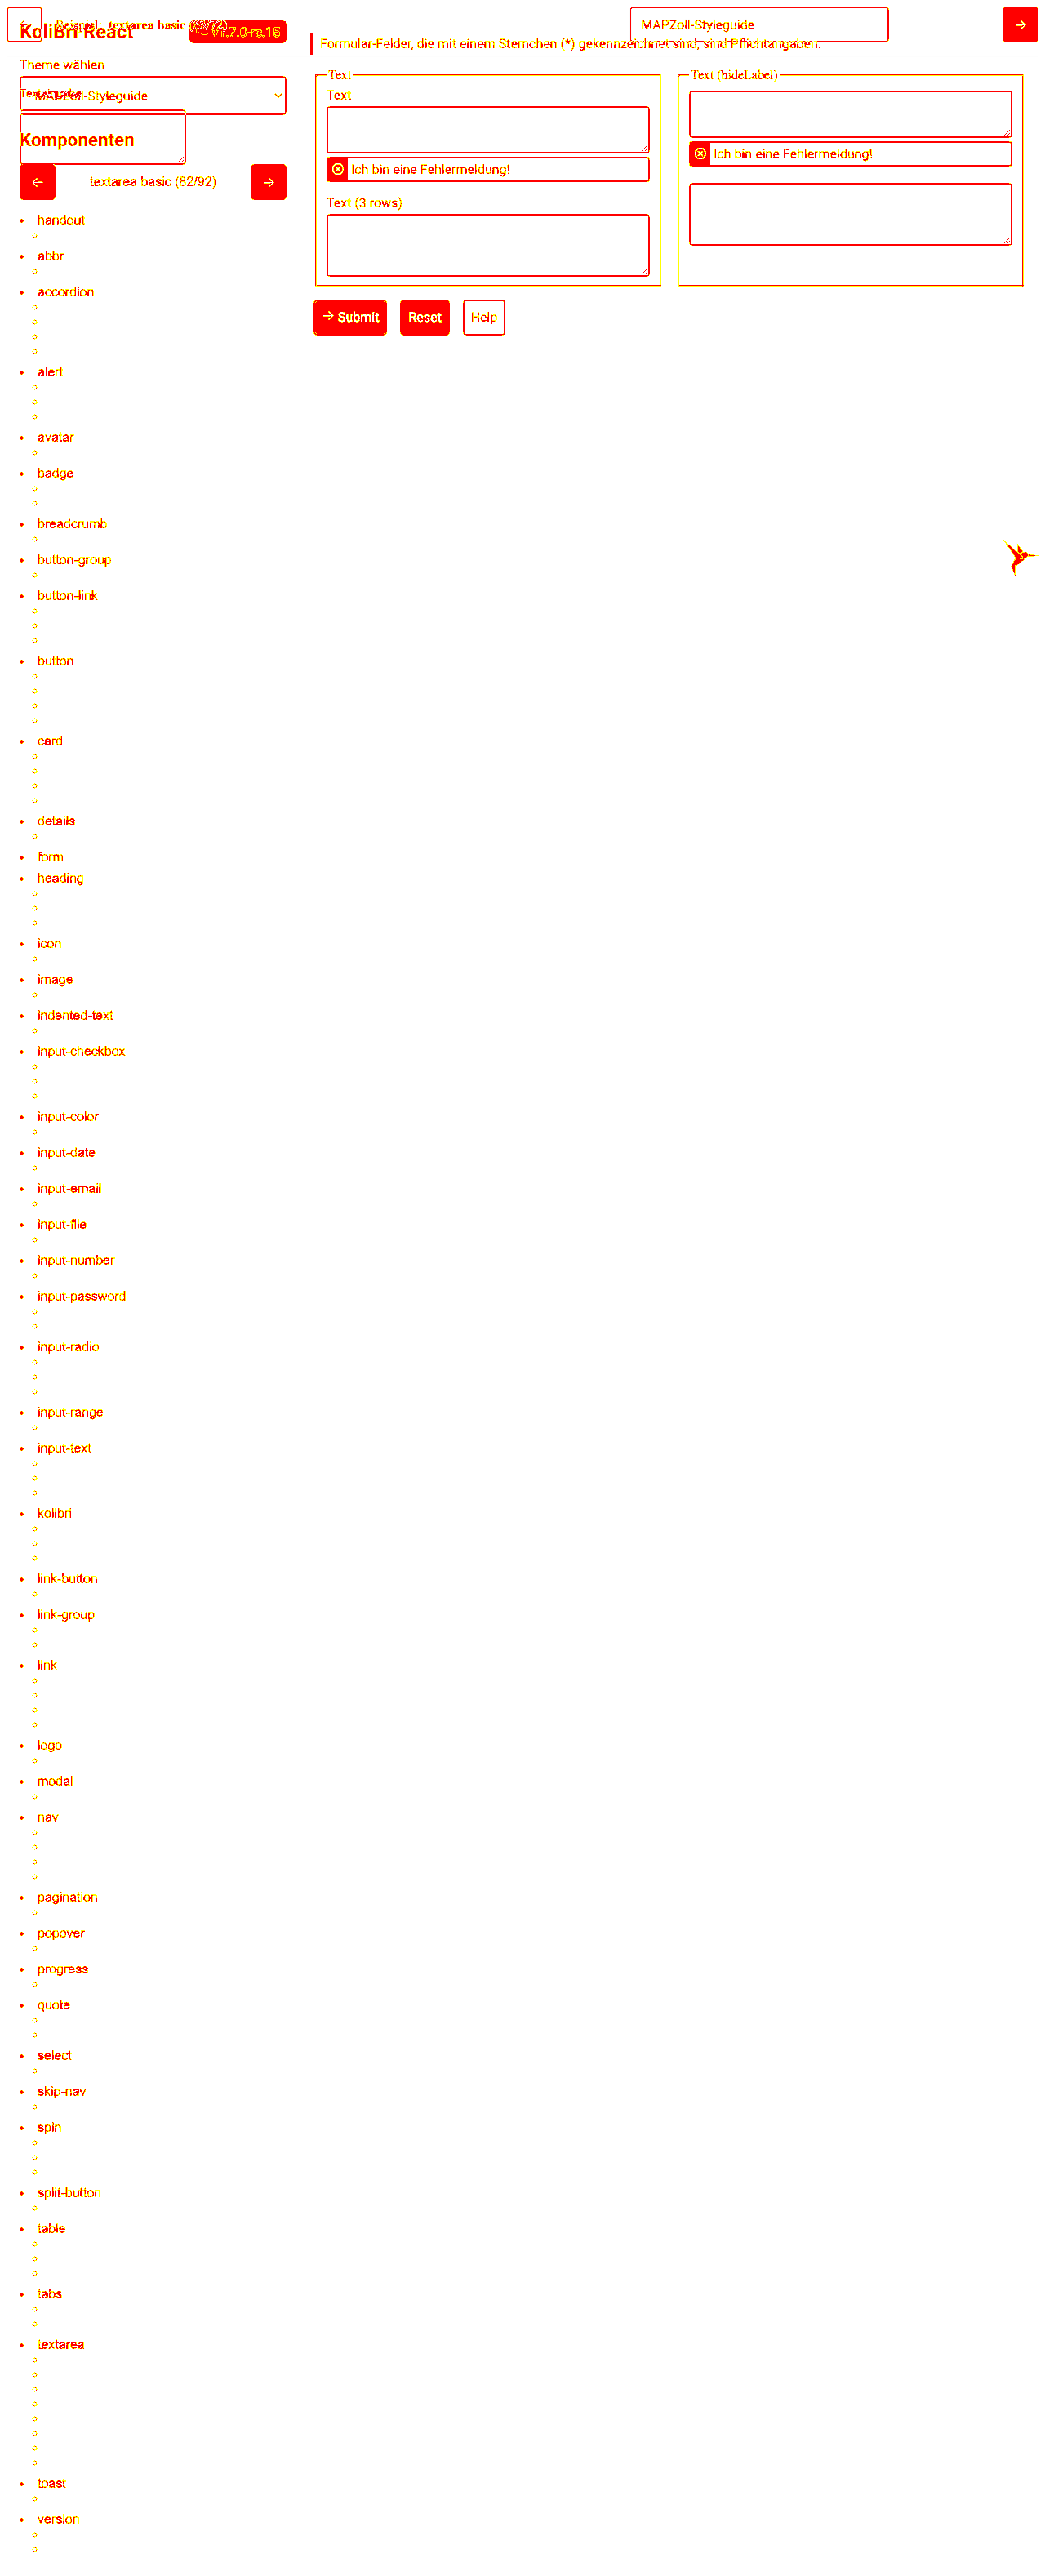 KoliBri React
v1.7.0-rc.15
Beispiel: textarea basic
MAPZoll-Styleguide
Formular-Felder, die mit einem Sternchen (*) gekennzeichnet sind, sind Pflichtangaben.
Theme wählen
MAPZoll-Styleguide
Komponenten
textarea basic (82/92)
handout
abbr
accordion
alert
avatar
badge
breadcrumb
button-group
button-link
button
card
details
form
heading
icon
image
indented-text
input-checkbox
input-color
input-date
input-email
input-file
input-number
input-password
input-radio
input-range
input-text
kolibri
link-button
link-group
link
logo
modal
nav
pagination
popover
progress
quote
select
skip-nav
spin
split-button
table
tabs
textarea
toast
version
Text
Text
Ich bin eine Fehlermeldung!
Text (3 rows)
Text (hideLabel)
Ich bin eine Fehlermeldung!
Submit
Reset
Help